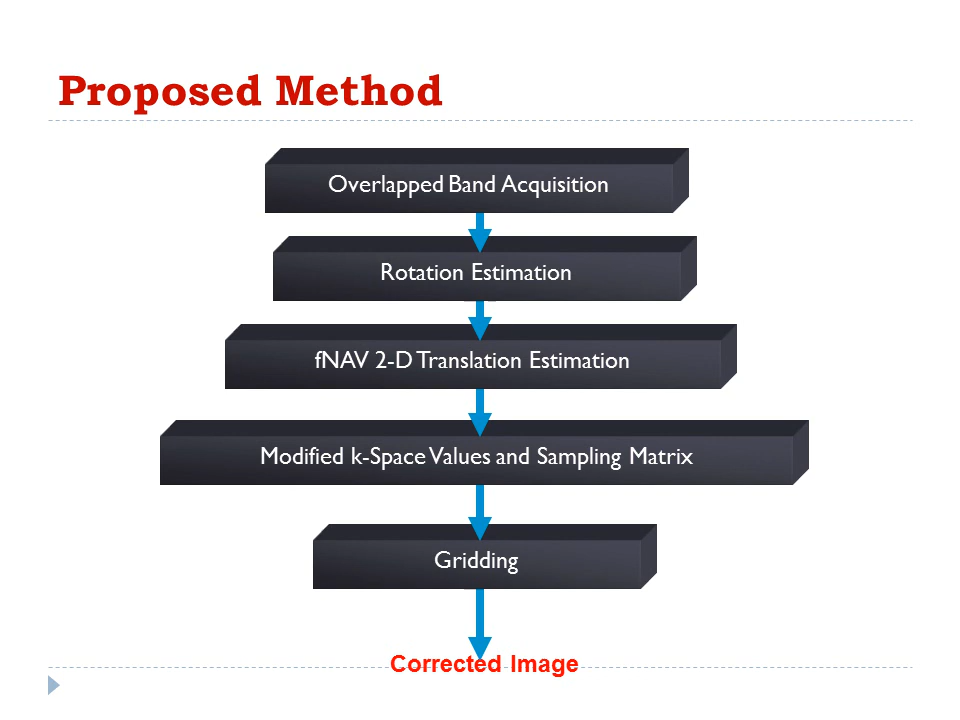 Proposed Method
Overlapped Band Acquisition
Rotation Estimation
fNAV 2-D Translation Estimation
Modified k-Space Values and Sampling Matrix
Gridding
Corrected Image